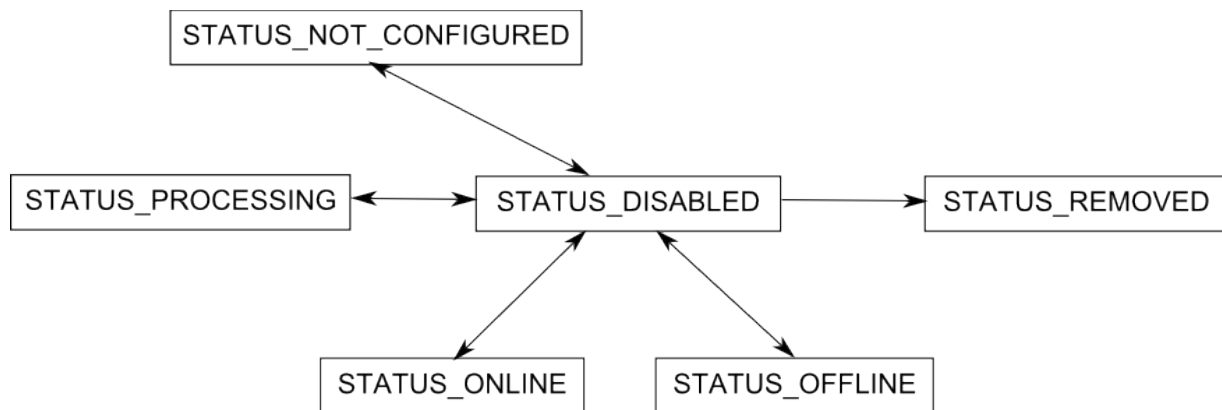 STATUS_NOT_CONFIGURED
STATUS_PROCESSING
STATUS_DISABLED
STATUS_REMOVED
STATUS_ONLINE
STATUS_OFFLINE